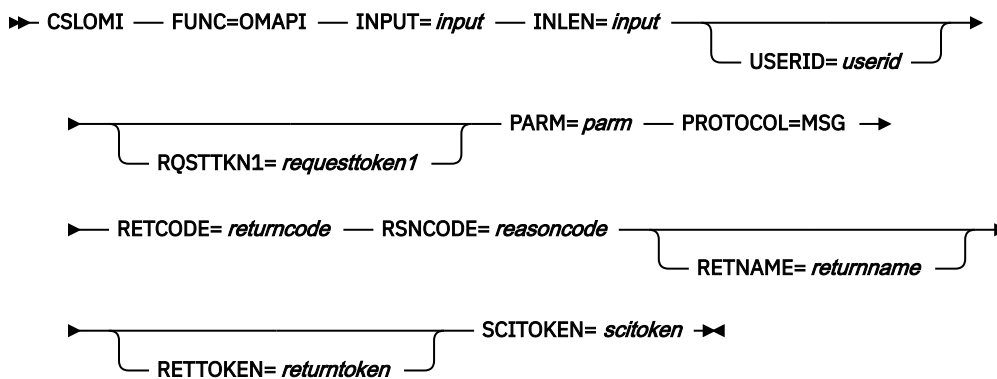 CSLOMI FUNC=OMAPI INPUT= input INLEN= input
USERID= userid
PARM= parm PROTOCOL=MSG
RQSTTKN1= requesttoken1
RETCODE= returncode RSNCODE= reasoncode
RETNAME= returnname
SCITOKEN= scitoken
RETTOKEN= returntoken